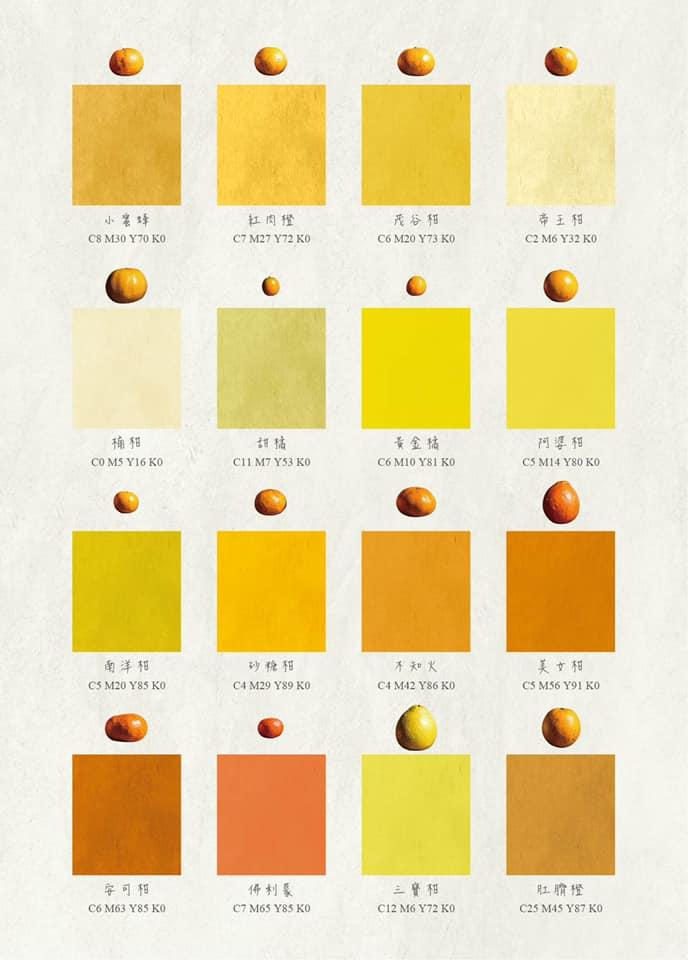 小蜜蜂
C8 M30 Y70 K0
紅肉橙
C7 M27 Y72 K0
茂谷柑
C6 M20 Y73 K0
帝王柑
C2 M6 Y32 K0
桶柑
C0 M5 Y16 K0
甜橘
C11 M7 Y53 K0
黃金橘
C6 M10 Y81 K0
阿婆柑
C5 M14 Y80 K0
南洋柑
C5 M20 Y85 K0
砂糖柑
C4 M29 Y89 K0
不知火
C4 M42 Y86 K0
美女柑
C5 M56 Y91 K0
安可柑
C6 M63 Y85 K0
佛利蒙
C7 M65 Y85 K0
三寶柑
C12 M6 Y72 K0
肚臍橙
C25 M45 Y87 K0